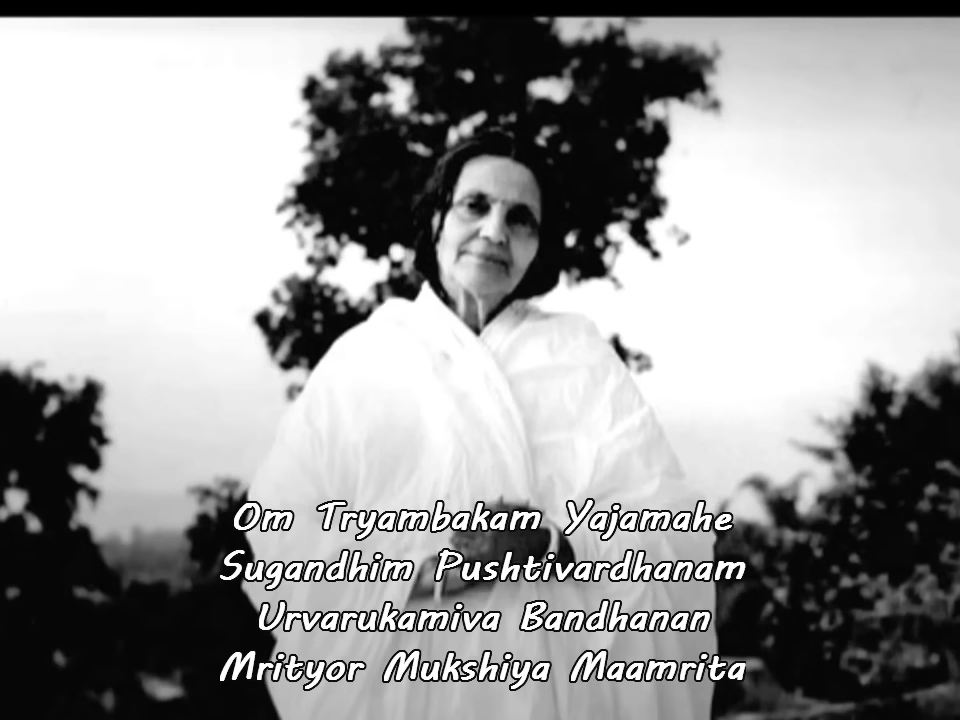 Om Tryambakam Yajamahe
Sugandhim Pushtivardhanam
Urvarukamiva Bandhanan
Mrityor Mukshiya Maamrita